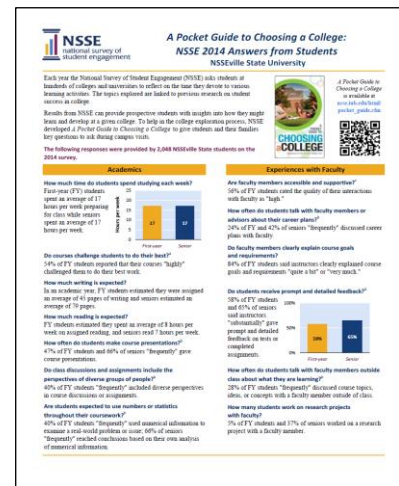 NSSE
national survey of
student engagement
A Pocket Guide to Choosing a College:
NSSE 2014 Answers from Students
NSSEville State University
Each year the National Survey of Student Engagement (NSSE) asks students at
hundreds of colleges and universities to reflect on the time they devote to various
learning activities. The topics explored are linked to previous research on student
success in college.
Results from NSSE can provide prospective students with insights into how they might
learn and develop at a given college. To help in the college exploration process, NSSE
developed A Pocket Guide to Choosing a College to give students and their families
key questions to ask during campus visits.
The following responses were provided by 2,048 NSSEville State students on the
2014 survey.
CHOOSING
COLLEGE
A Pocket Guide to
Choosing a College
is available at
nsse.iub.edu/html/
pocket_guide.cfm
Academics
How much time do students spend studying each week?
First-year (FY) students
spent an average of 17
hours per week preparing
for class while seniors
spent an average of 17
hours per week.
Hours per week
25
20
15
10
5
0
17
17
First-year
Senior
Do courses challenge students to do their best?
54% of FY students reported that their courses "highly"
challenged them to do their best work.
How much writing is expected?
In an academic year, FY students estimated they were assigned
an average of 45 pages of writing and seniors estimated an
average of 70 pages.
How much reading is expected?
FY students estimated they spent an average of 8 hours per
week on assigned reading, and seniors read 7 hours per week.
How often do students make course presentations?
47% of FY students and 66% of seniors "frequently" gave
course presentations.
Do class discussions and assignments include the
perspectives of diverse groups of people?
40% of FY students "frequently" included diverse perspectives
in course discussions or assignments.
Are students expected to use numbers or statistics
throughout their coursework?
40% of FY students "frequently" used numerical information to
examine a real-world problem or issue; 66% of seniors
"frequently" reached conclusions based on their own analysis
of numerical information.
Experiences with Faculty
Are faculty members accessible and supportive?
50% of FY students rated the quality of their interactions
with faculty as "high."
How often do students talk with faculty members or
advisors about their career plans?
24% of FY and 42% of seniors "frequently" discussed career
plans with faculty.
Do faculty members clearly explain course goals
and requirements?
84% of FY students said instructors clearly explained course
goals and requirements "quite a bit" or "very much."
Do students receive prompt and detailed feedback?
58% of FY students
and 65% of seniors
said instructors
"substantially" gave
prompt and detailed
feedback on tests or
completed
assignments.
100%
50%
0%
58%
65%
First-year
Senior
How often do students talk with faculty members outside
class about what they are learning?
28% of FY students "frequently" discussed course topics,
ideas, or concepts with a faculty member outside of class.
How many students work on research projects
with faculty?
5% of FY students and 37% of seniors worked on a research
project with a faculty member.